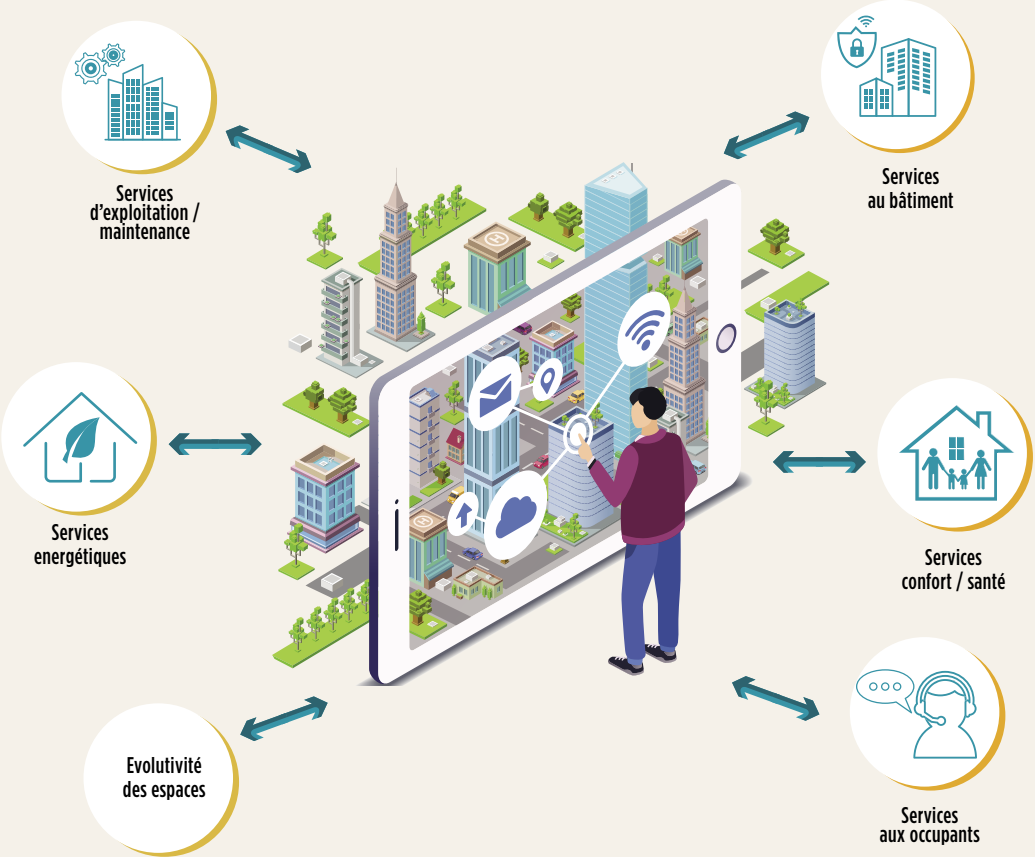 Services
d'exploitation /
maintenance
Services
au bâtiment
Services
energétiques
Services
confort / santé
Evolutivité
des espaces
Services
aux occupants
H
H